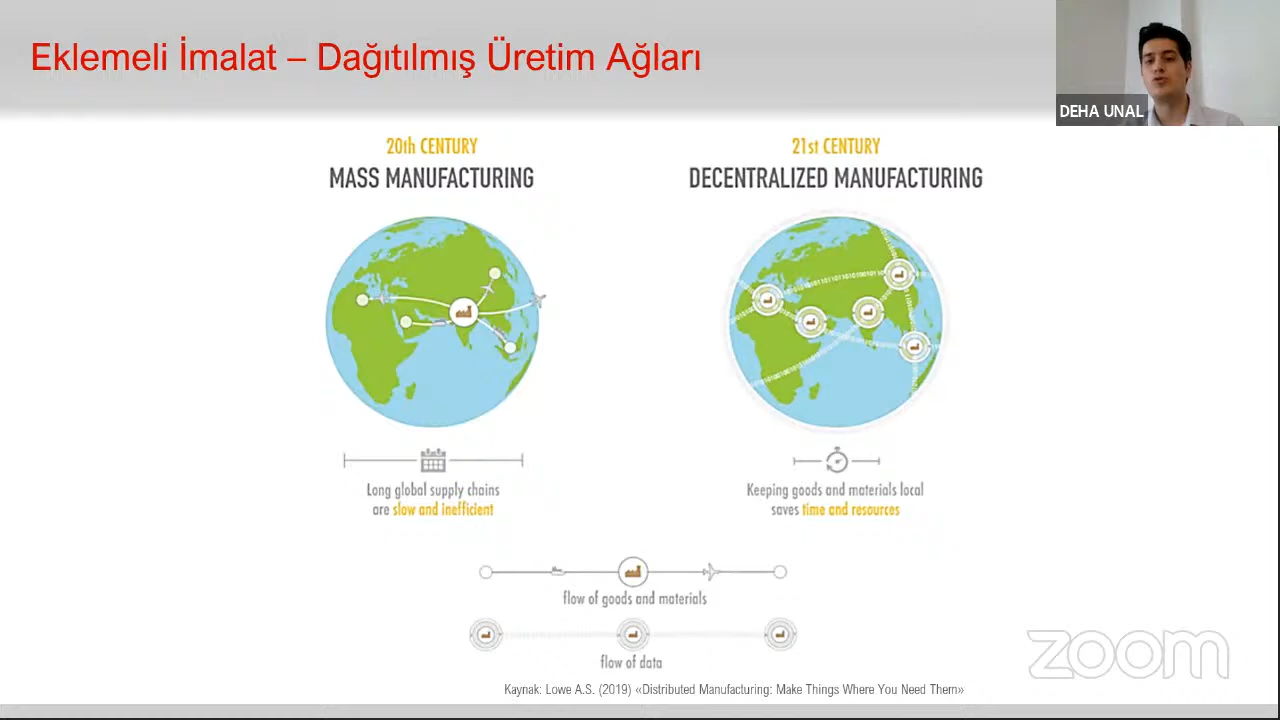 Eklemeli İmalat – Dağıtılmış Üretim Ağları
DEHA UNAL
20th CENTURY
MASS MANUFACTURING
21st CENTURY
DECENTRALIZED MANUFACTURING
Long global supply chains
are slow and inefficient
Keeping goods and materials local
saves time and resources
flow of goods and materials
flow of data
zoom
Kaynak: Lowe A.S. (2019) «Distributed Manufacturing: Make Things Where You Need Them»